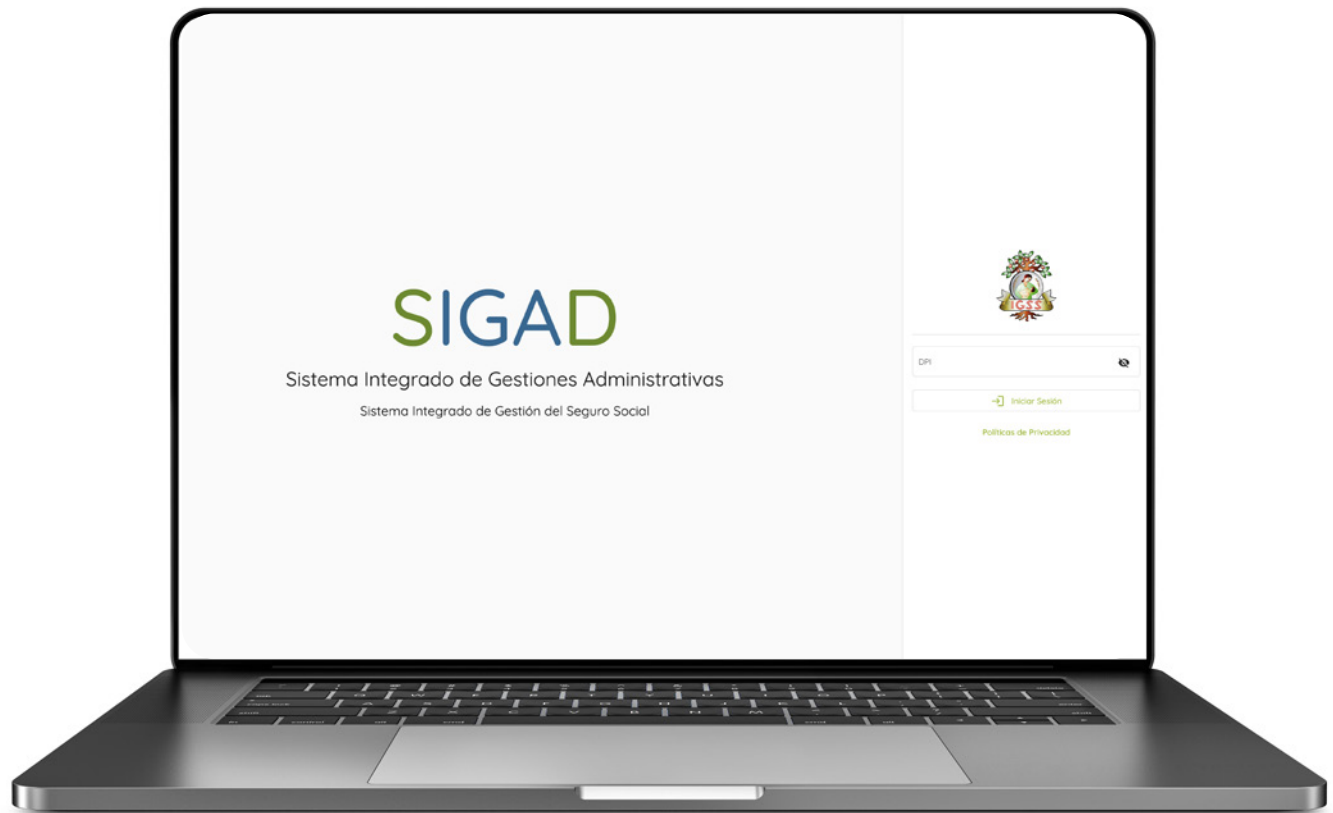 SIGAD
Sistema Integrado de Gestiones Administrativas
Sistema Integrado de Gestión del Seguro Social
IGSS
DPI
Iniciar Sesión
Políticas de Privacidad